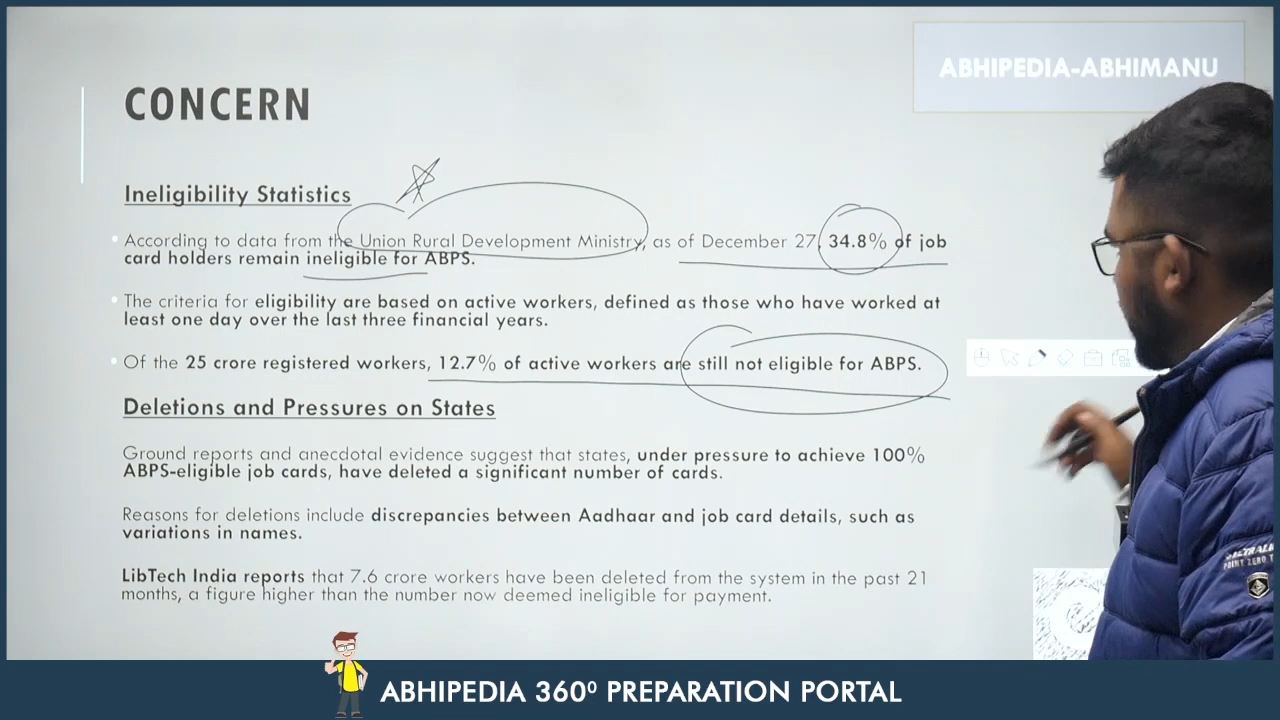 ABHIPEDIA-ABHIMANU
CONCERN
Ineligibility Statistics
According to data from the Union Rural Development Ministry, as of December 27, 34.8% of job
card holders remain ineligible for ABPS.
The criteria for eligibility are based on active workers, defined as those who have worked at
least one day over the last three financial years.
Of the 25 crore registered workers, 12.7% of active workers are still not eligible for ABPS.
Deletions and Pressures on States
Ground reports and anecdotal evidence suggest that states, under pressure to achieve 100%
ABPS-eligible job cards, have deleted a significant number of cards.
Reasons for deletions include discrepancies between Aadhaar and job card details, such as
variations in names.
LibTech India reports that 7.6 crore workers have been deleted from the system in the past 21
months, a figure higher than the number now deemed ineligible for payment.
POINT ZERO
ABHIPEDIA 360⁰ PREPARATION PORTAL